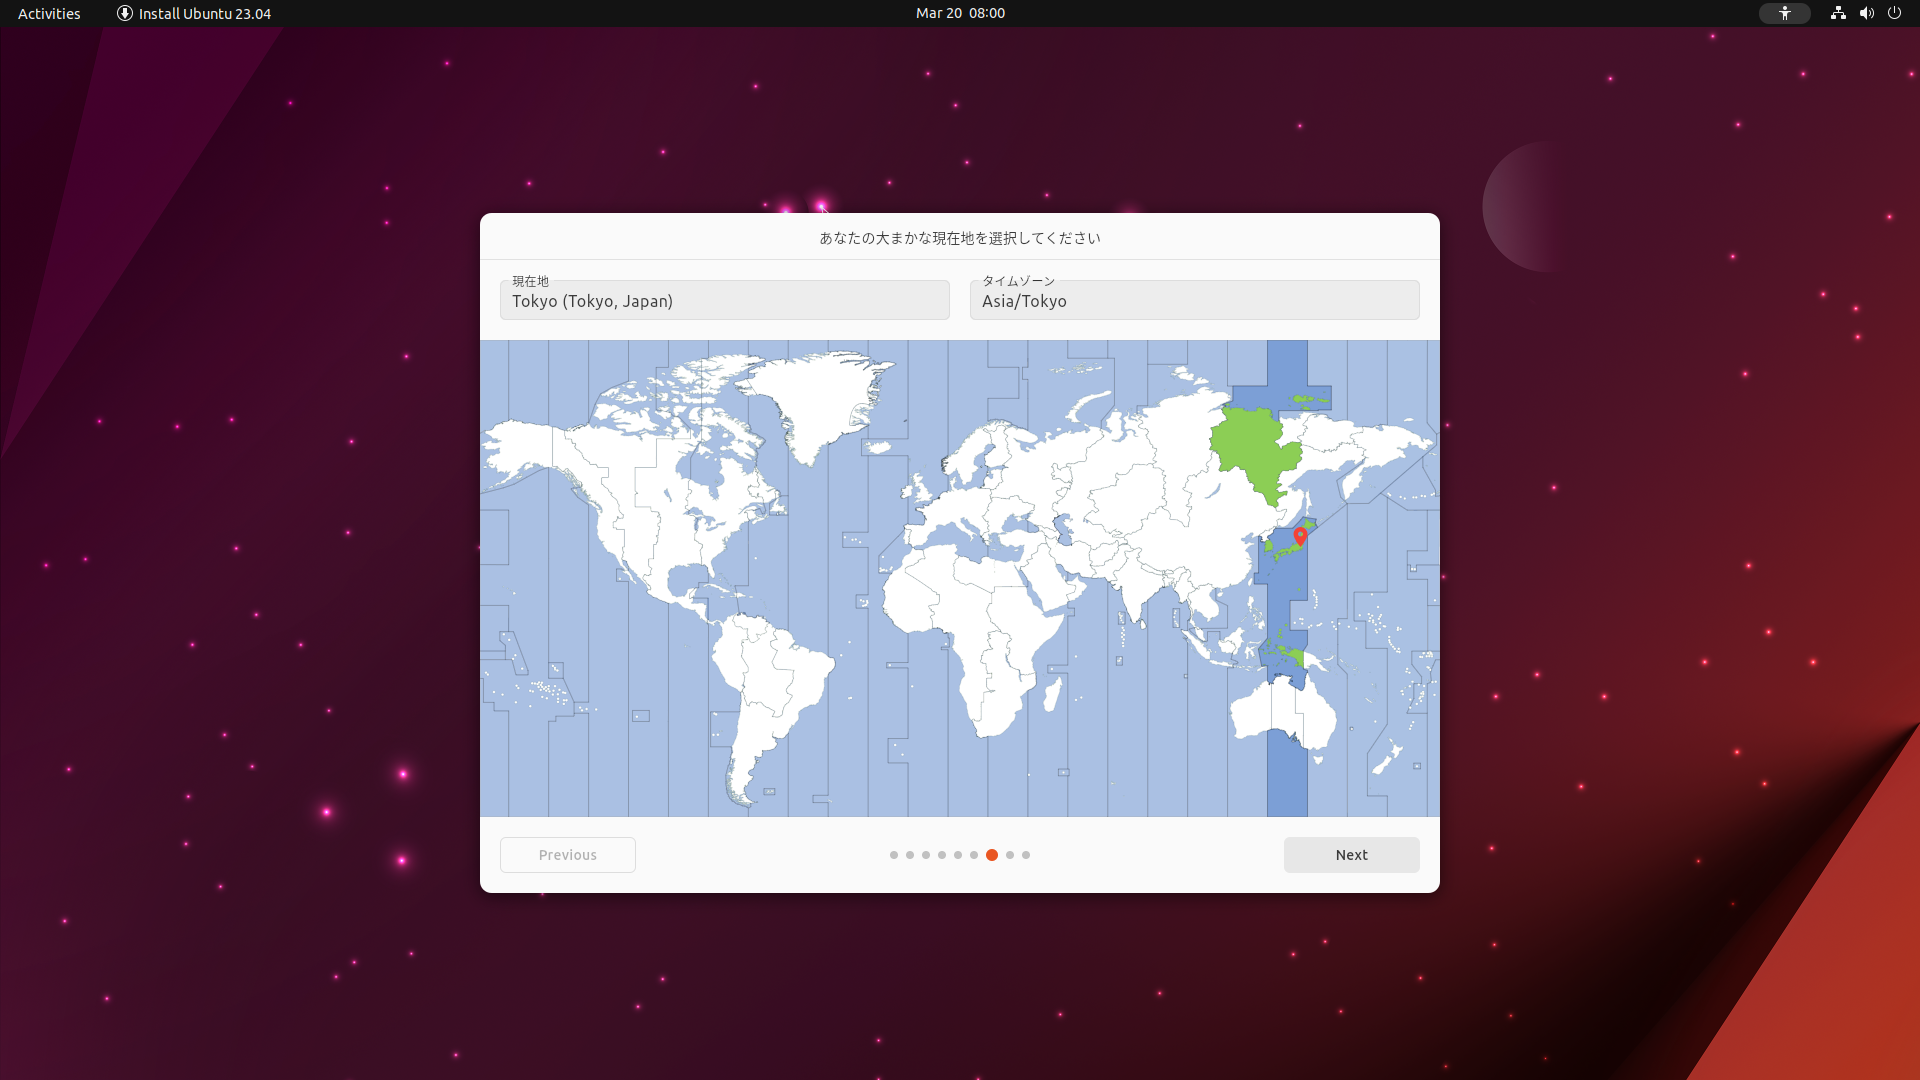 Activities
Install Ubuntu 23.04
Mar 20 08:00
あなたの大まかな現在地を選択してください
現在地
Tokyo (Tokyo, Japan)
タイムゾーン
Asia/Tokyo
Previous
Next